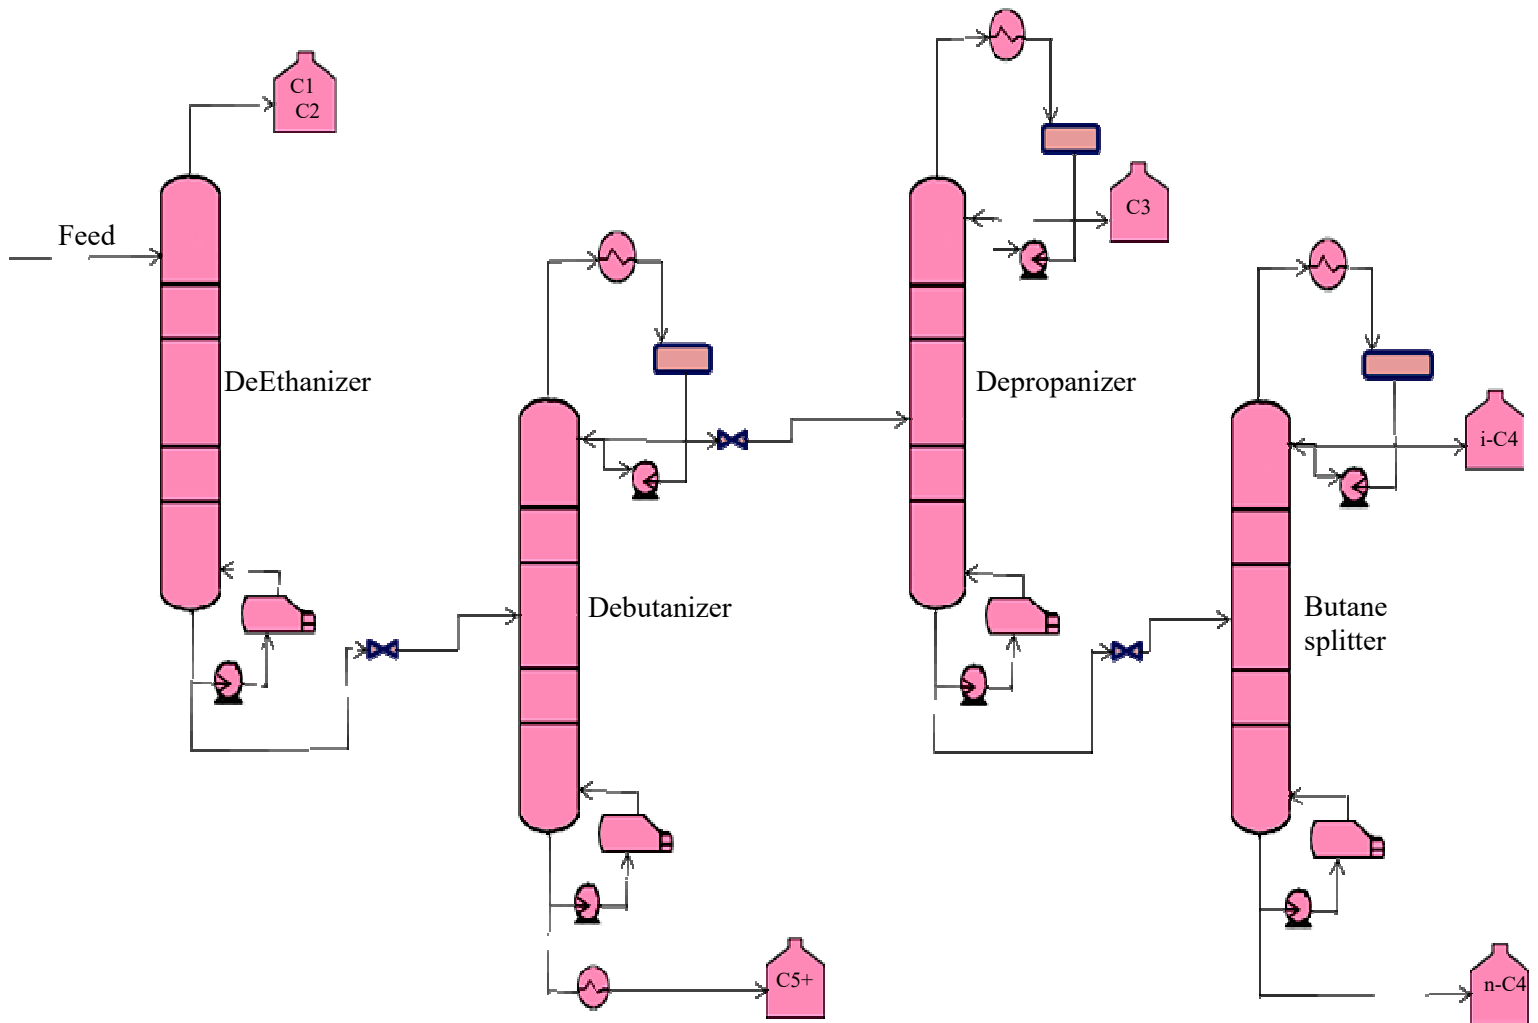 C1
C2
C3
Feed
DeEthanizer
Depropanizer
i-C4
Debutanizer
Butane
splitter
C5+
n-C4